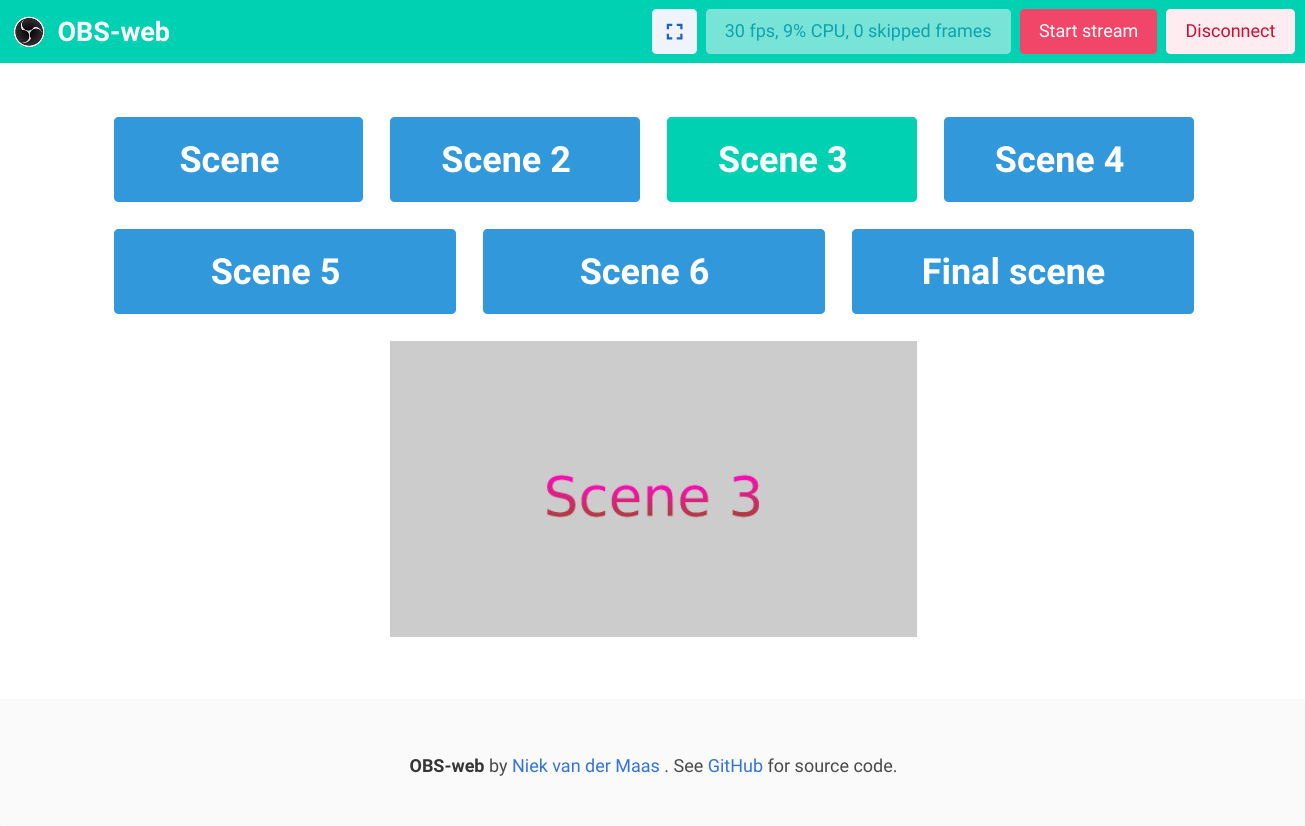 OBS-web
30 fps, 9% CPU, 0 skipped frames
Start stream
Disconnect
Scene
Scene 2
Scene 3
Scene 4
Scene 5
Scene 6
Final scene
Scene 3
OBS-web by Niek van der Maas . See GitHub for source code.